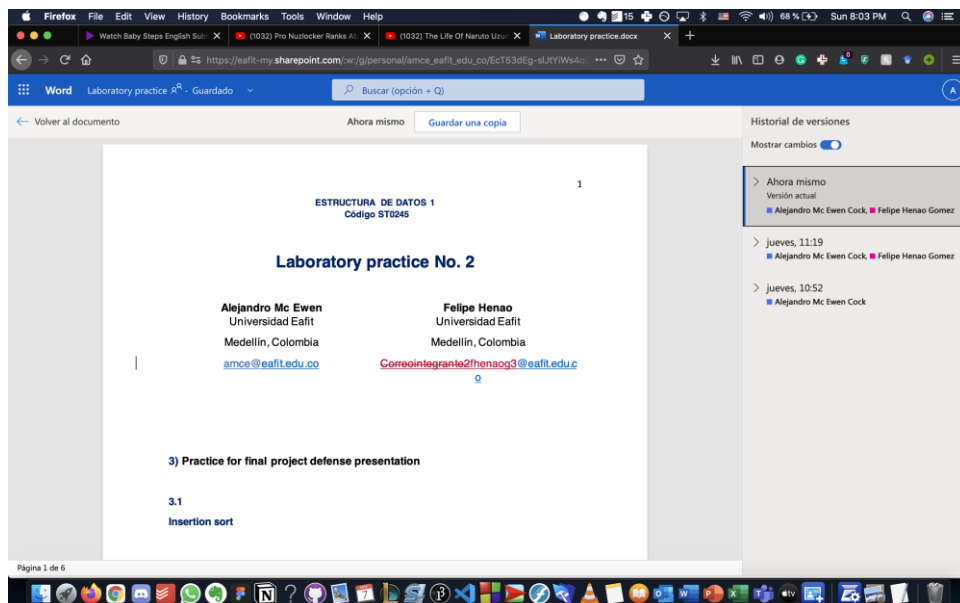 Firefox File Edit View History Bookmarks Tools Window Help 15 68 % Sun 8:03 PM
Watch Baby Steps English Sub (1032) Pro Nuzlocker Ranks Ab (1032) The Life Of Naruto Uzum Laboratory practice.docx
https://eafit-my.sharepoint.com/:w:/g/personal/amce_eafit_edu_co/
Word Laboratory practice - Guardado Buscar (opción + Q) A
Volver al documento Ahora mismo Guardar una copia Historial de versiones
Mostrar cambios
1
ESTRUCTURA DE DATOS 1
Código ST0245
Laboratory practice No. 2
Alejandro Mc Ewen Felipe Henao
Universidad Eafit Universidad Eafit
Medellín, Colombia Medellín, Colombia
amce@eafit.edu.co Correointegrante2fhenaog3@eafit.edu.c
o
3) Practice for final project defense presentation
3.1
Insertion sort
Ahora mismo
Versión actual
Alejandro Mc Ewen Cock, Felipe Henao Gomez
jueves, 11:19
Alejandro Mc Ewen Cock, Felipe Henao Gomez
jueves, 10:52
Alejandro Mc Ewen Cock
Página 1 de 6